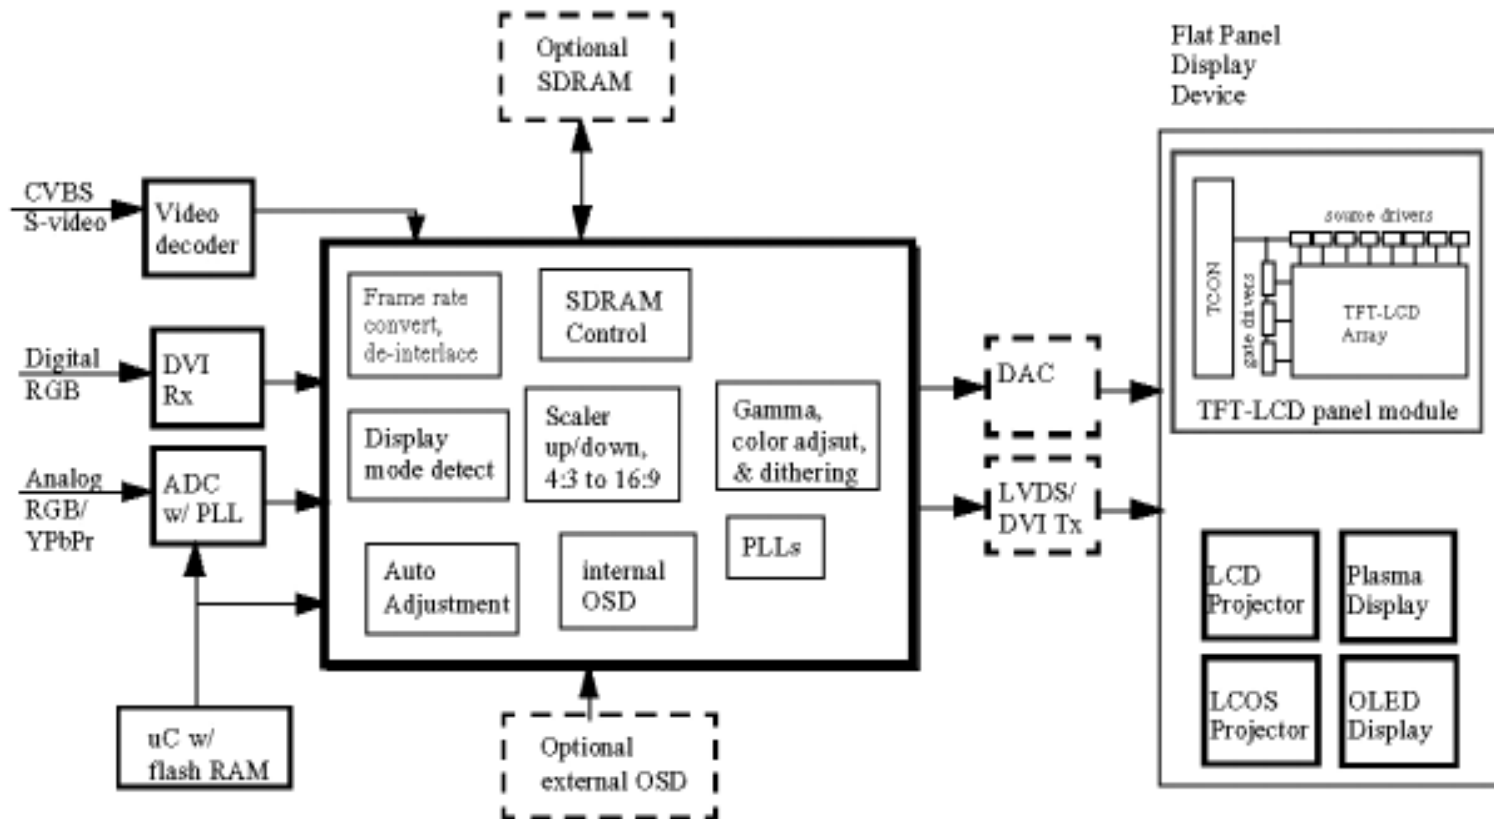 Optional
SDRAM
Flat Panel
Display
Device
CVBS
S-video
Video
decoder
Digital
RGB
DVI
Rx
Analog
RGB/
YPbPr
ADC
w/ PLL
uC w/
flash RAM
Frame rate
convert,
de-interlace
SDRAM
Control
Display
mode detect
Scaler
up/down,
4:3 to 16:9
Gamma,
color adjsut,
& dithering
Auto
Adjustment
internal
OSD
PLLs
Optional
external OSD
DAC
LVDS/
DVI Tx
TCON
source drivers
gate drivers
TFT-LCD
Array
TFT-LCD panel module
LCD
Projector
Plasma
Display
LCOS
Projector
OLED
Display